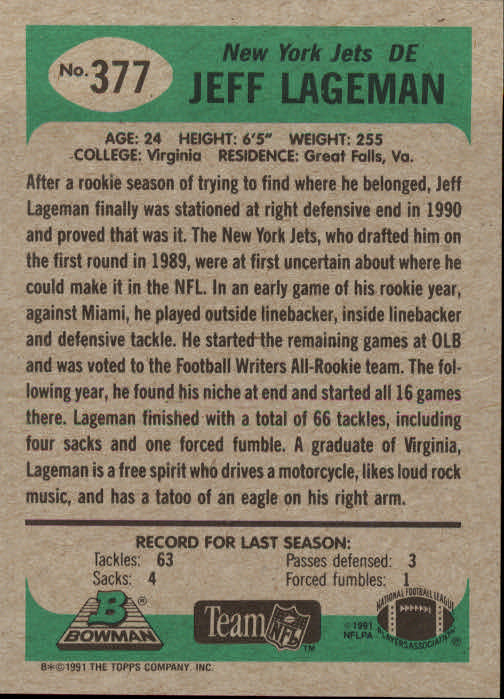 No. 377
New York Jets DE
JEFF LAGEMAN
AGE: 24 HEIGHT: 6'5" WEIGHT: 255
COLLEGE: Virginia RESIDENCE: Great Falls, Va.
After a rookie season of trying to find where he belonged, Jeff
Lageman finally was stationed at right defensive end in 1990
and proved that was it. The New York Jets, who drafted him on
the first round in 1989, were at first uncertain about where he
could make it in the NFL. In an early game of his rookie year,
against Miami, he played outside linebacker, inside linebacker
and defensive tackle. He started the remaining games at OLB
and was voted to the Football Writers All-Rookie team. The fol-
lowing year, he found his niche at end and started all 16 games
there. Lageman finished with a total of 66 tackles, including
four sacks and one forced fumble. A graduate of Virginia,
Lageman is a free spirit who drives a motorcycle, likes loud rock
music, and has a tatoo of an eagle on his right arm.
RECORD FOR LAST SEASON:
Tackles: 63 Passes defensed: 3
Sacks: 4 Forced fumbles: 1
B®
BOWMAN®
Team NFL™
©1991
NFLPA
NATIONAL FOOTBALL LEAGUE
PLAYERS ASSOCIATION
B*©1991 THE TOPPS COMPANY, INC.